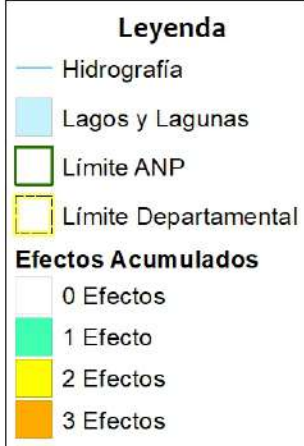 Leyenda
Hidrografía
Lagos y Lagunas
Límite ANP
Límite Departamental
Efectos Acumulados
0 Efectos
1 Efecto
2 Efectos
3 Efectos